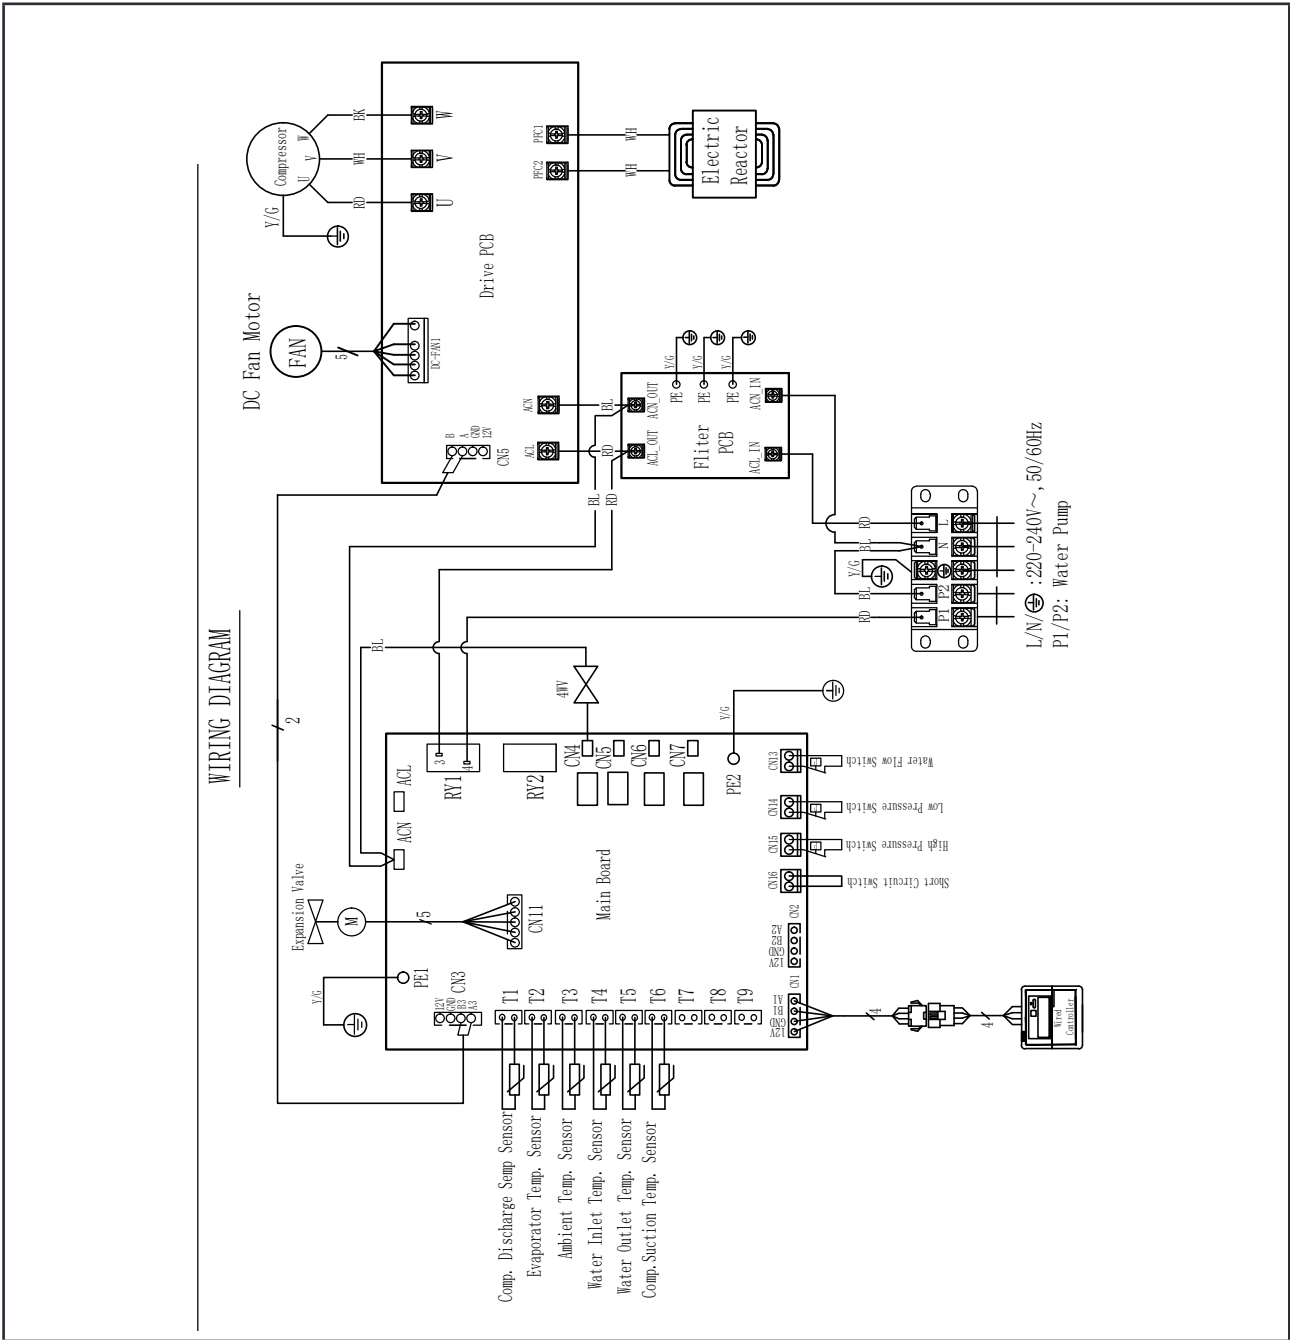 WIRING DIAGRAM
Compressor
U
V
W
BK
WH
RD
Y/G
W
V
U
Drive PCB
PFC1
PFC2
WH
WH
Electric
Reactor
DC Fan Motor
FAN
5
DC-FAN1
B
A
GND
12V
CN5
ACN
ACL
BL
RD
BL
RD
ACN_OUT
ACL_OUT
Fliter
PCB
PE
PE
PE
Y/G
Y/G
Y/G
ACN_IN
ACL_IN
RD
BL
Y/G
BL
RD
L
N
P2
P1
L/N/ :220-240V~,50/60Hz
P1/P2: Water Pump
2
BL
4WV
Expansion Valve
M
5
CN11
Main Board
ACN
ACL
3
4
RY1
RY2
CN4
CN5
CN6
CN7
PE2
Y/G
PE1
Y/G
12V
GND
B3
A3
CN3
T1
T2
T3
T4
T5
T6
T7
T8
T9
Comp. Discharge Semp Sensor
Evaporator Temp. Sensor
Ambient Temp. Sensor
Water Inlet Temp. Sensor
Water Outlet Temp. Sensor
Comp.Suction Temp. Sensor
CN13
Water Flow Switch
CN14
Low Pressure Switch
CN15
High Pressure Switch
CN16
Short Circuit Switch
CN2
A2
B2
GND
12V
CN1
A1
B1
GND
12V
4
4
Wired
Controller